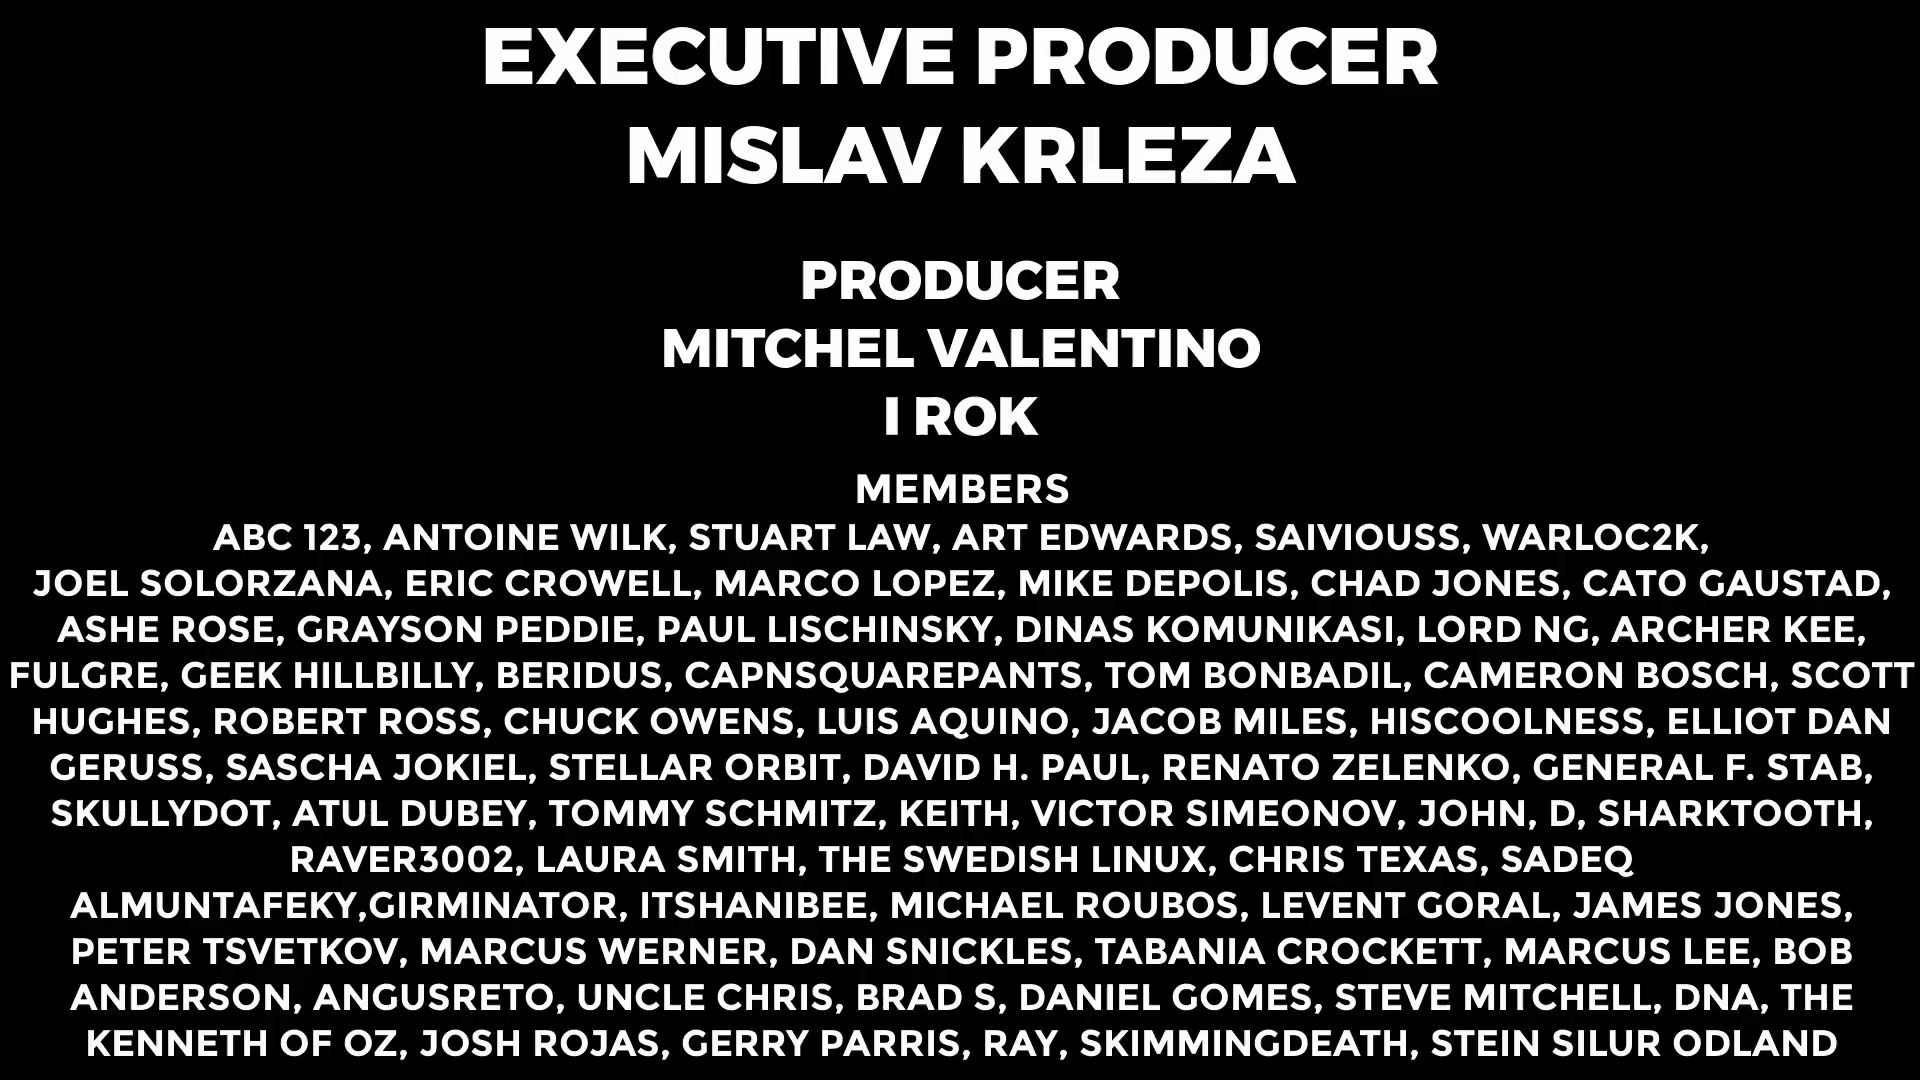 EXECUTIVE PRODUCER
MISLAV KRLEZA
PRODUCER
MITCHEL VALENTINO
I ROK
MEMBERS
ABC 123, ANTOINE WILK, STUART LAW, ART EDWARDS, SAIVIOUSS, WARLOC2K,
JOEL SOLORZANA, ERIC CROWELL, MARCO LOPEZ, MIKE DEPOLIS, CHAD JONES, CATO GAUSTAD,
ASHE ROSE, GRAYSON PEDDIE, PAUL LISCHINSKY, DINAS KOMUNIKASI, LORD NG, ARCHER KEE,
FULGRE, GEEK HILLBILLY, BERIDUS, CAPNSQUAREPANTS, TOM BONBADIL, CAMERON BOSCH, SCOTT
HUGHES, ROBERT ROSS, CHUCK OWENS, LUIS AQUINO, JACOB MILES, HISCOOLNESS, ELLIOT DAN
GERUSS, SASCHA JOKIEL, STELLAR ORBIT, DAVID H. PAUL, RENATO ZELENKO, GENERAL F. STAB,
SKULLYDOT, ATUL DUBEY, TOMMY SCHMITZ, KEITH, VICTOR SIMEONOV, JOHN, D, SHARKTOOTH,
RAVER3002, LAURA SMITH, THE SWEDISH LINUX, CHRIS TEXAS, SADEQ
ALMUNTAFEKY,GIRMINATOR, ITSHANIBEE, MICHAEL ROUBOS, LEVENT GORAL, JAMES JONES,
PETER TSVETKOV, MARCUS WERNER, DAN SNICKLES, TABANIA CROCKETT, MARCUS LEE, BOB
ANDERSON, ANGUSRETO, UNCLE CHRIS, BRAD S, DANIEL GOMES, STEVE MITCHELL, DNA, THE
KENNETH OF OZ, JOSH ROJAS, GERRY PARRIS, RAY, SKIMMINGDEATH, STEIN SILUR ODLAND